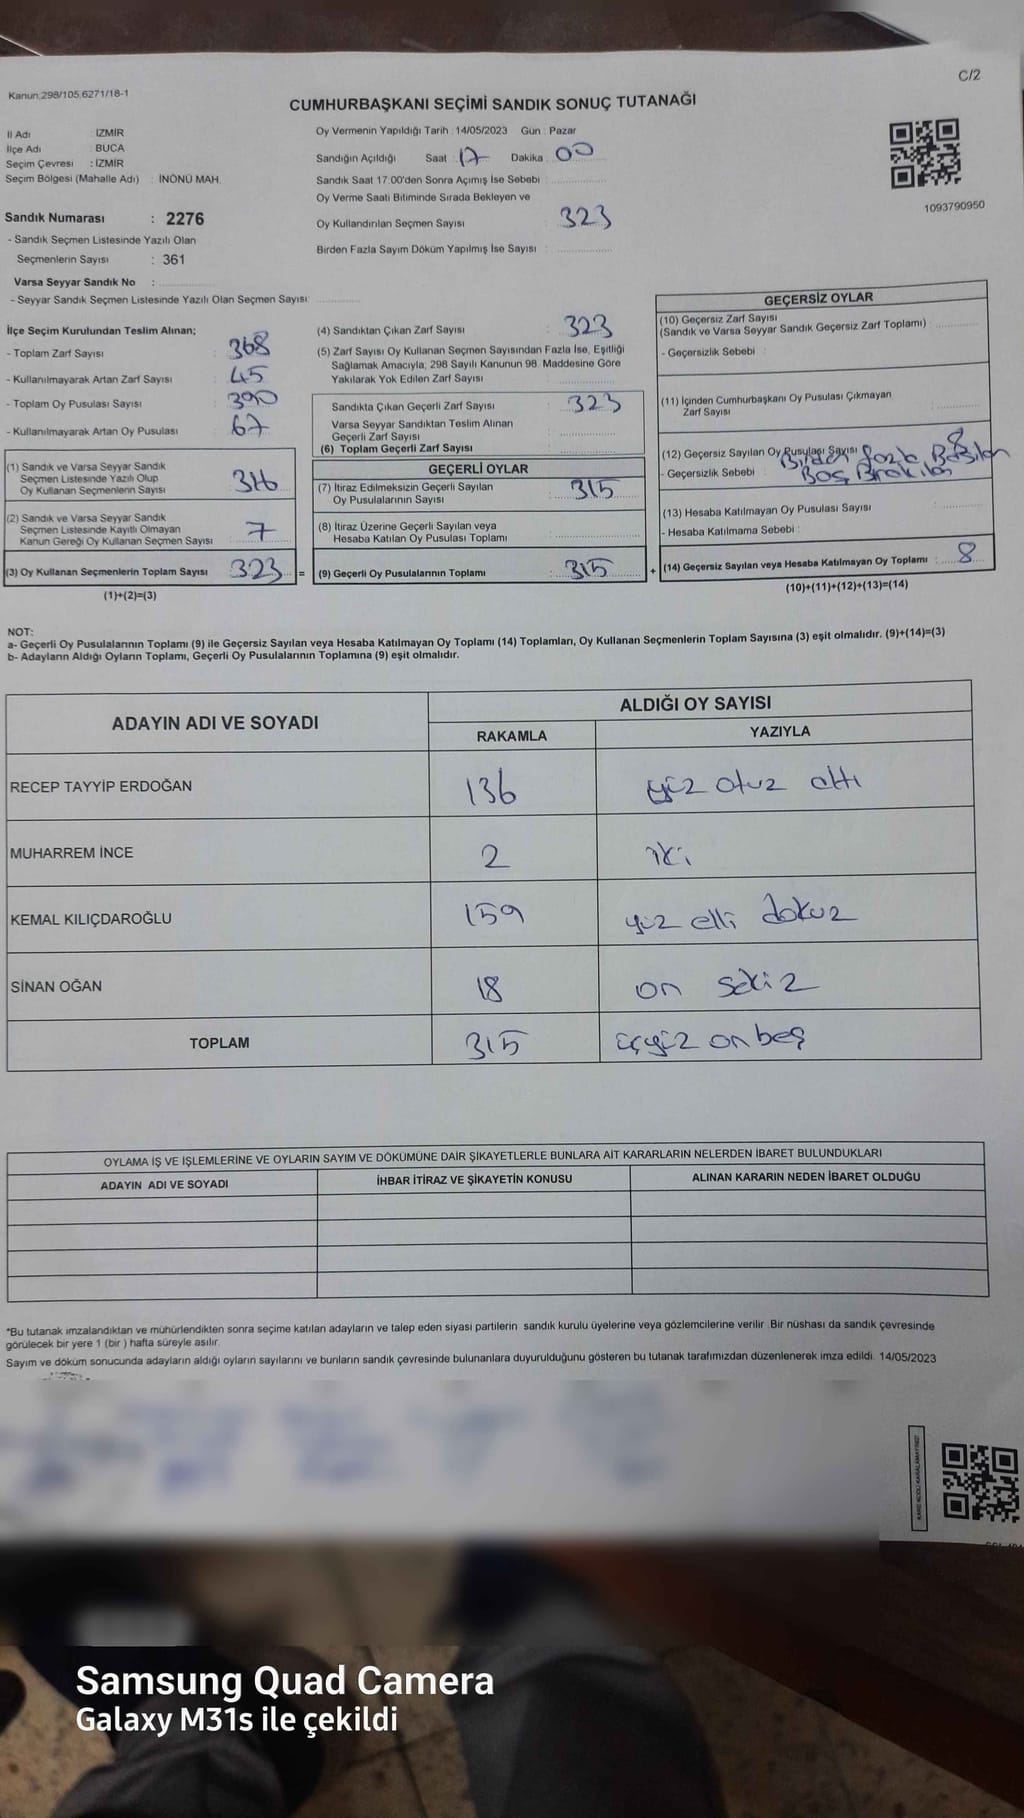 C/2
Kanun:298/105,6271/18-1
CUMHURBAŞKANI SEÇİMİ SANDIK SONUÇ TUTANAĞI
İl Adı : İZMİR
İlçe Adı : BUCA
Seçim Çevresi : İZMİR
Seçim Bölgesi (Mahalle Adı) : İNÖNÜ MAH.
Oy Vermenin Yapıldığı Tarih : 14/05/2023 Gün : Pazar
Sandığın Açıldığı Saat : 17 Dakika : 00
Sandık Saat 17:00'den Sonra Açımış İse Sebebi :
Oy Verme Saati Bitiminde Sırada Bekleyen ve
Oy Kullandırılan Seçmen Sayısı : 323
Birden Fazla Sayım Döküm Yapılmış İse Sayısı :
1093790950
Sandık Numarası : 2276
- Sandık Seçmen Listesinde Yazılı Olan
Seçmenlerin Sayısı : 361
Varsa Seyyar Sandık No :
- Seyyar Sandık Seçmen Listesinde Yazılı Olan Seçmen Sayısı:
İlçe Seçim Kurulundan Teslim Alınan;
- Toplam Zarf Sayısı : 368
- Kullanılmayarak Artan Zarf Sayısı : 45
- Toplam Oy Pusulası Sayısı : 390
- Kullanılmayarak Artan Oy Pusulası : 67
(1) Sandık ve Varsa Seyyar Sandık
Seçmen Listesinde Yazılı Olup
Oy Kullanan Seçmenlerin Sayısı 316
(2) Sandık ve Varsa Seyyar Sandık
Seçmen Listesinde Kayıtlı Olmayan
Kanun Gereği Oy Kullanan Seçmen Sayısı : 7
(3) Oy Kullanan Seçmenlerin Toplam Sayısı 323 =
(1)+(2)=(3)
(4) Sandıktan Çıkan Zarf Sayısı : 323
(5) Zarf Sayısı Oy Kullanan Seçmen Sayısından Fazla İse, Eşitliği
Sağlamak Amacıyla, 298 Sayılı Kanunun 98. Maddesine Göre
Yakılarak Yok Edilen Zarf Sayısı :
Sandıkta Çıkan Geçerli Zarf Sayısı : 323
Varsa Seyyar Sandıktan Teslim Alınan
Geçerli Zarf Sayısı :
(6) Toplam Geçerli Zarf Sayısı :
GEÇERLİ OYLAR
(7) İtiraz Edilmeksizin Geçerli Sayılan
Oy Pusulalarının Sayısı : 315
(8) İtiraz Üzerine Geçerli Sayılan veya
Hesaba Katılan Oy Pusulası Toplamı :
(9) Geçerli Oy Pusulalarının Toplamı : 315 +
GEÇERSİZ OYLAR
(10) Geçersiz Zarf Sayısı
(Sandık ve Varsa Seyyar Sandık Geçersiz Zarf Toplamı) :
- Geçersizlik Sebebi :
(11) İçinden Cumhurbaşkanı Oy Pusulası Çıkmayan
Zarf Sayısı :
(12) Geçersiz Sayılan Oy Pusulası Sayısı : 8
- Geçersizlik Sebebi : Birden fazla Basılan
Boş Bırakılan
(13) Hesaba Katılmayan Oy Pusulası Sayısı :
- Hesaba Katılmama Sebebi :
(14) Geçersiz Sayılan veya Hesaba Katılmayan Oy Toplamı : 8
(10)+(11)+(12)+(13)=(14)
NOT:
a- Geçerli Oy Pusulalarının Toplamı (9) ile Geçersiz Sayılan veya Hesaba Katılmayan Oy Toplamı (14) Toplamları, Oy Kullanan Seçmenlerin Toplam Sayısına (3) eşit olmalıdır. (9)+(14)=(3)
b- Adayların Aldığı Oyların Toplamı, Geçerli Oy Pusulalarının Toplamına (9) eşit olmalıdır.
ADAYIN ADI VE SOYADI
ALDIĞI OY SAYISI
RAKAMLA YAZIYLA
RECEP TAYYİP ERDOĞAN 136 yüz otuz altı
MUHARREM İNCE 2 iki
KEMAL KILIÇDAROĞLU 159 yüz elli dokuz
SİNAN OĞAN 18 on sekiz
TOPLAM 315 üçyüz onbeş
OYLAMA İŞ VE İŞLEMLERİNE VE OYLARIN SAYIM VE DÖKÜMÜNE DAİR ŞİKAYETLERLE BUNLARA AİT KARARLARIN NELERDEN İBARET BULUNDUKLARI
ADAYIN ADI VE SOYADI İHBAR İTİRAZ VE ŞİKAYETİN KONUSU ALINAN KARARIN NEDEN İBARET OLDUĞU
*Bu tutanak imzalandıktan ve mühürlendikten sonra seçime katılan adayların ve talep eden siyasi partilerin sandık kurulu üyelerine veya gözlemcilerine verilir .Bir nüshası da sandık çevresinde
görülecek bir yere 1 (bir ) hafta süreyle asılır.
Sayım ve döküm sonucunda adayların aldığı oyların sayılarını ve bunların sandık çevresinde bulunanlara duyurulduğunu gösteren bu tutanak tarafımızdan düzenlenerek imza edildi. 14/05/2023
KARE KODU KARALAMAYINIZ!
Samsung Quad Camera
Galaxy M31s ile çekildi